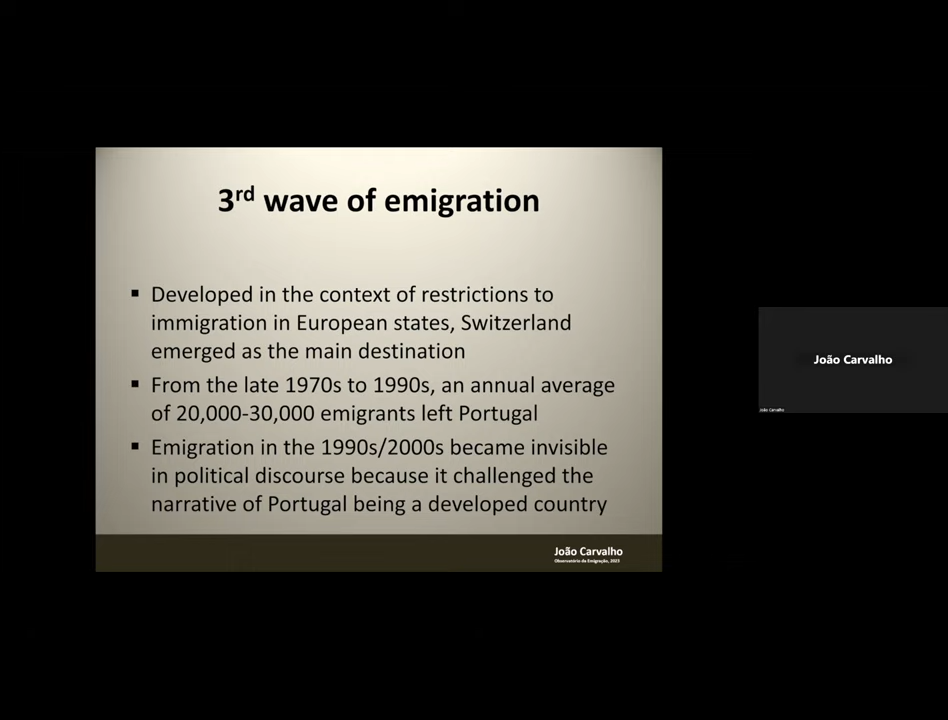 3rd wave of emigration
▪ Developed in the context of restrictions to
immigration in European states, Switzerland
emerged as the main destination
▪ From the late 1970s to 1990s, an annual average
of 20,000-30,000 emigrants left Portugal
▪ Emigration in the 1990s/2000s became invisible
in political discourse because it challenged the
narrative of Portugal being a developed country
João Carvalho
Observatório da Emigração, 2023
João Carvalho
João Carvalho